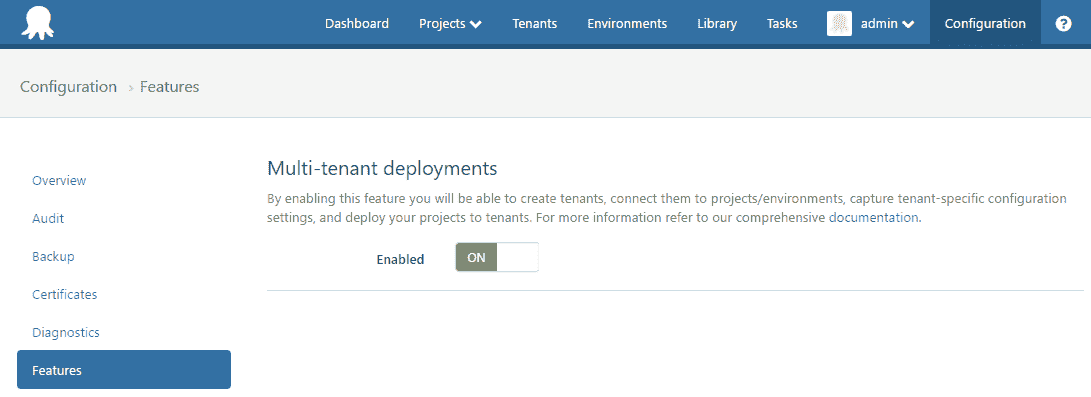 Dashboard Projects Tenants Environments Library Tasks admin Configuration ?
Configuration › Features
Overview
Audit
Backup
Certificates
Diagnostics
Features
Multi-tenant deployments
By enabling this feature you will be able to create tenants, connect them to projects/environments, capture tenant-specific configuration
settings, and deploy your projects to tenants. For more information refer to our comprehensive documentation.
Enabled ON